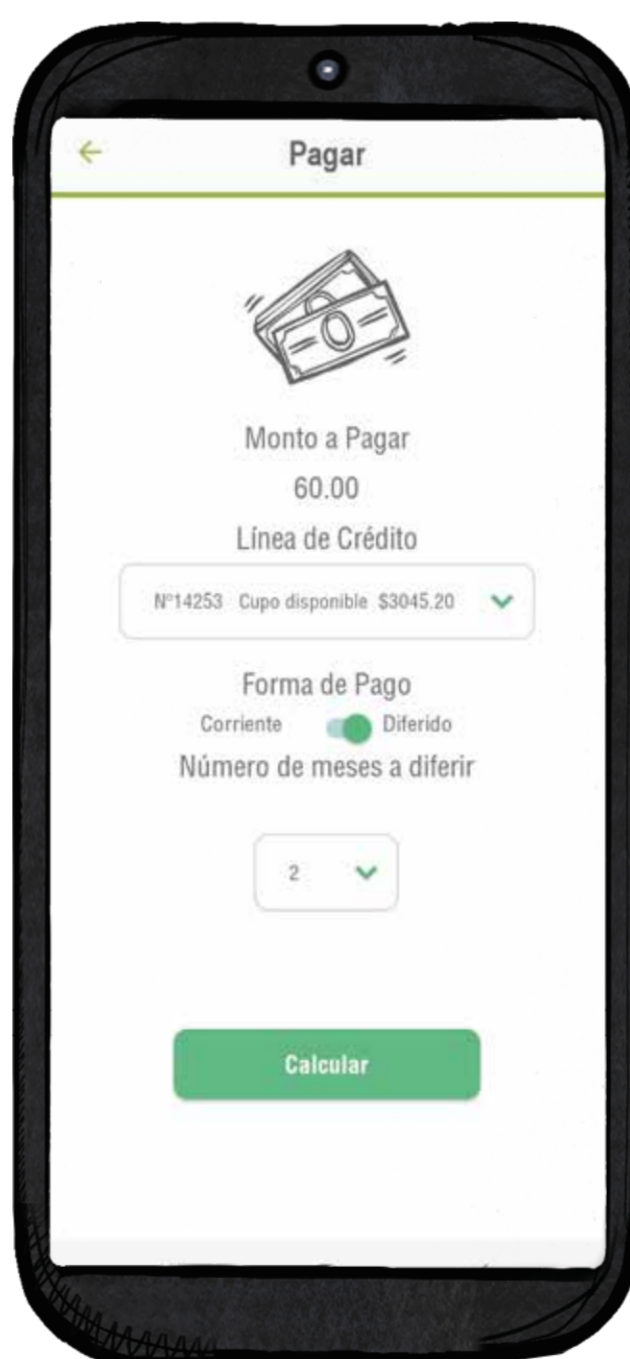 Pagar
Monto a Pagar
60.00
Línea de Crédito
N°14253 Cupo disponible $3045.20
Forma de Pago
Corriente Diferido
Número de meses a diferir
2
Calcular